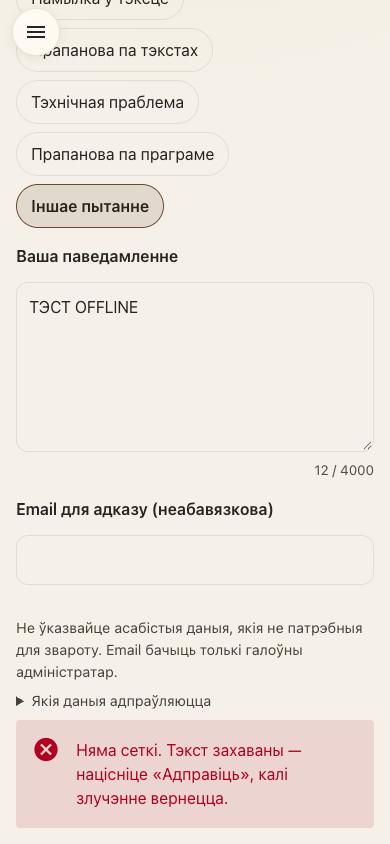 Памылка ў тэксце
Прапанова па тэкстах
Тэхнічная праблема
Прапанова па праграме
Іншае пытанне
Ваша паведамленне
ТЭСТ OFFLINE
12 / 4000
Email для адказу (неабавязкова)
Не ўказвайце асабістыя даныя, якія не патрэбныя
для звароту. Email бачыць толькі галоўны
адміністратар.
Якія даныя адпраўляюцца
Няма сеткі. Тэкст захаваны —
націсніце «Адправіць», калі
злучэнне вернецца.